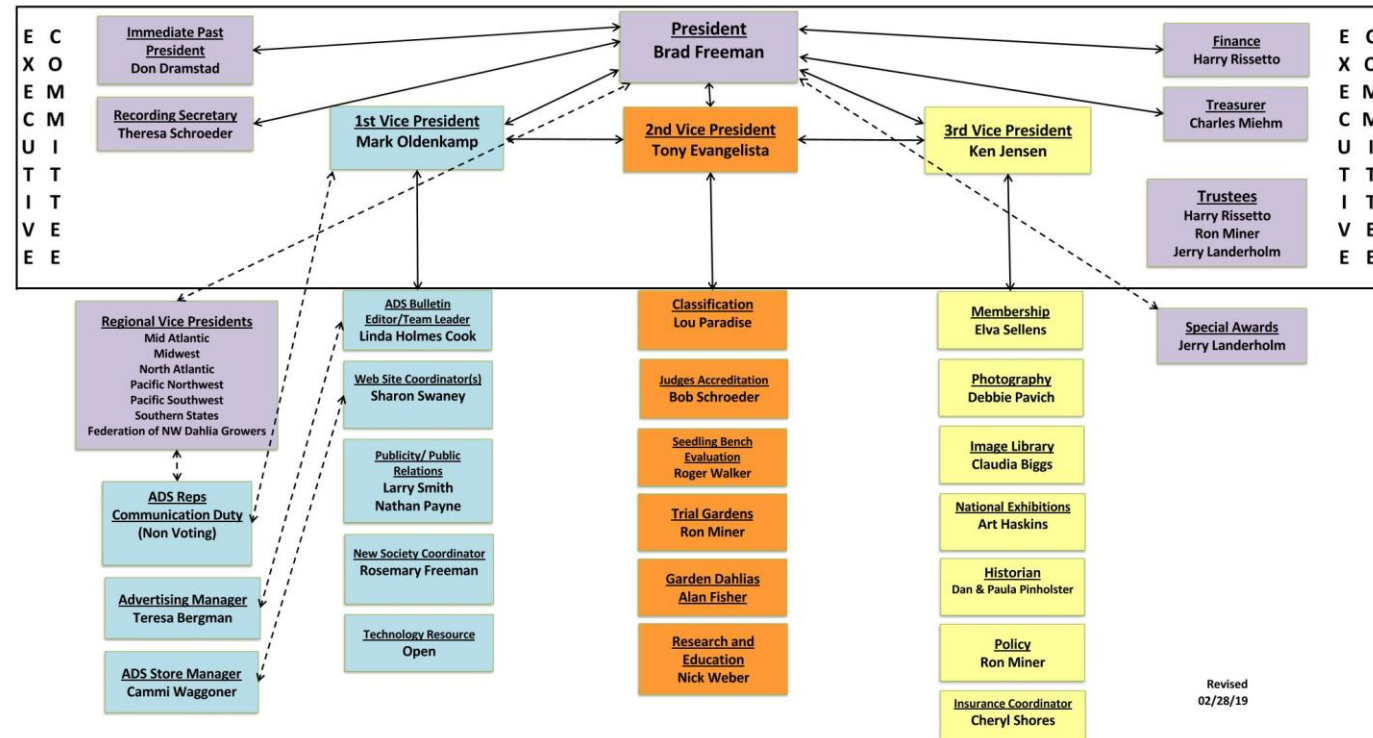 EXECUTIVE
COMMITTEE
Immediate Past
President
Don Dramstad
Recording Secretary
Theresa Schroeder
President
Brad Freeman
1st Vice President
Mark Oldenkamp
2nd Vice President
Tony Evangelista
3rd Vice President
Ken Jensen
Finance
Harry Rissetto
Treasurer
Charles Miehm
Trustees
Harry Rissetto
Ron Miner
Jerry Landerholm
EXECUTIVE
COMMITTEE
Regional Vice Presidents
Mid Atlantic
Midwest
North Atlantic
Pacific Northwest
Pacific Southwest
Southern States
Federation of NW Dahlia Growers
ADS Reps
Communication Duty
(Non Voting)
Advertising Manager
Teresa Bergman
ADS Store Manager
Cammi Waggoner
ADS Bulletin
Editor/Team Leader
Linda Holmes Cook
Web Site Coordinator(s)
Sharon Swaney
Publicity/ Public
Relations
Larry Smith
Nathan Payne
New Society Coordinator
Rosemary Freeman
Technology Resource
Open
Classification
Lou Paradise
Judges Accreditation
Bob Schroeder
Seedling Bench
Evaluation
Roger Walker
Trial Gardens
Ron Miner
Garden Dahlias
Alan Fisher
Research and
Education
Nick Weber
Membership
Elva Sellens
Photography
Debbie Pavich
Image Library
Claudia Biggs
National Exhibitions
Art Haskins
Historian
Dan & Paula Pinholster
Policy
Ron Miner
Insurance Coordinator
Cheryl Shores
Special Awards
Jerry Landerholm
Revised
02/28/19